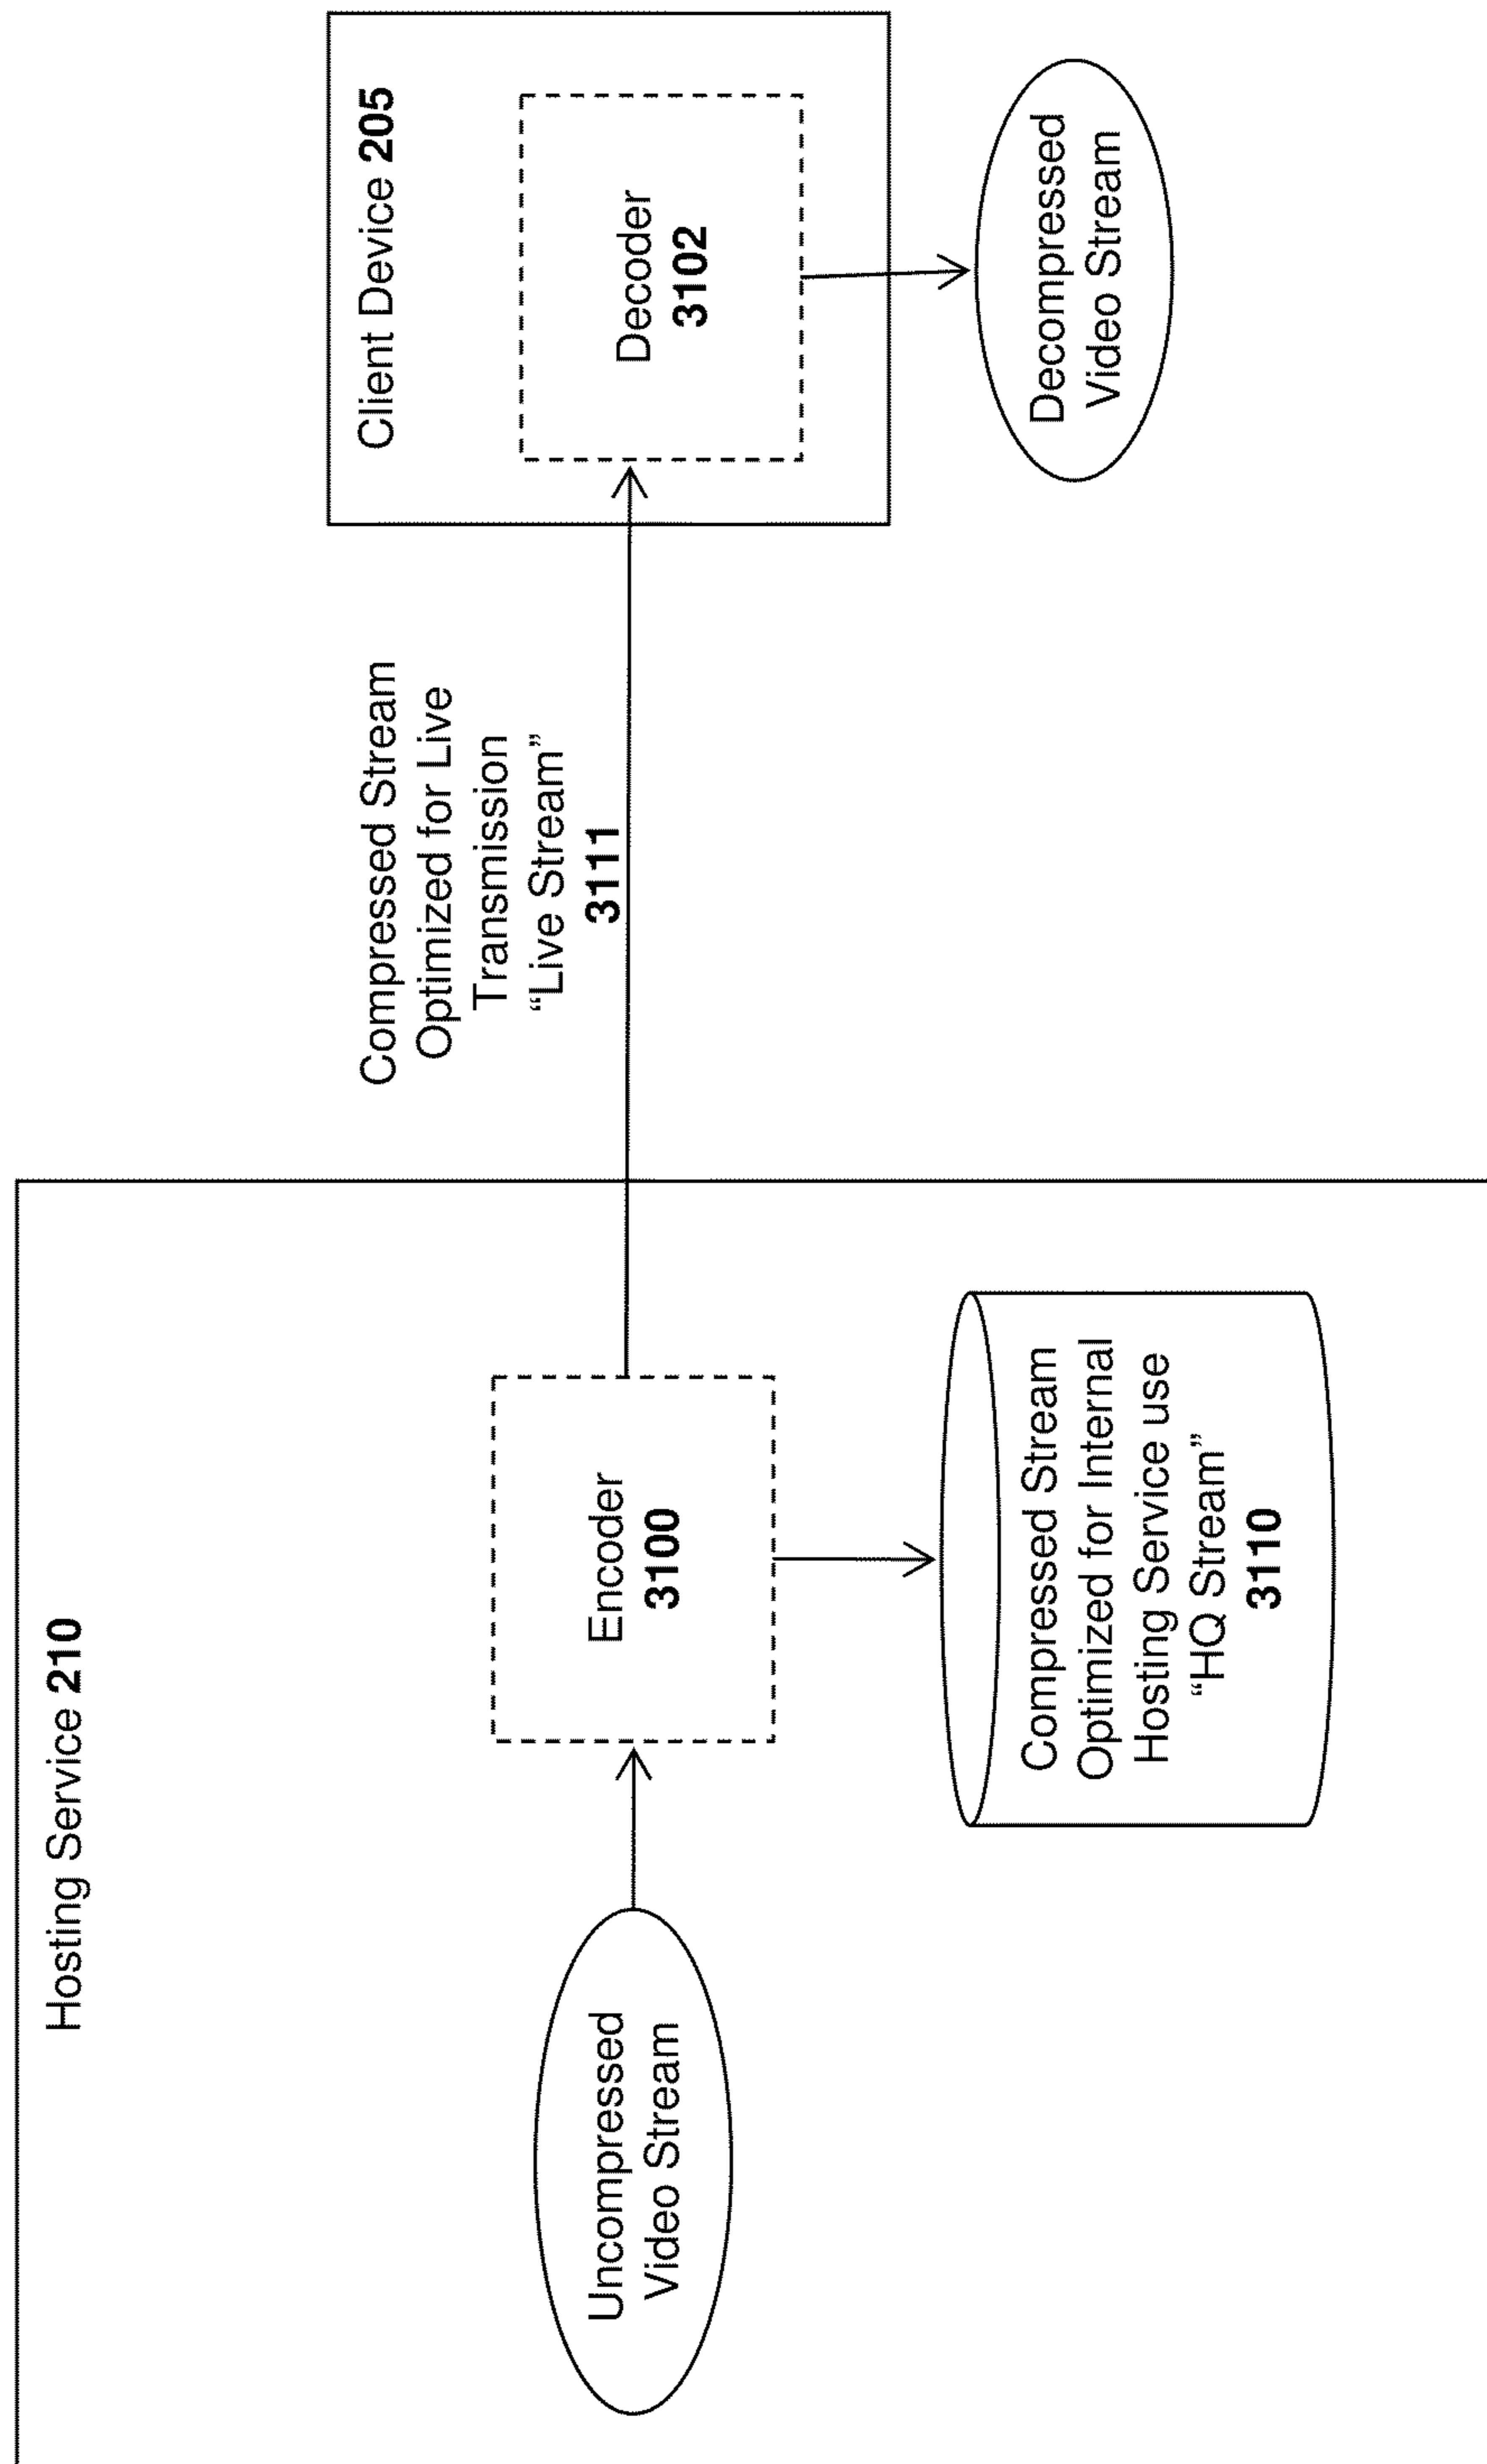 Hosting Service 210
Uncompressed
Video Stream
Encoder
3100
Compressed Stream
Optimized for Internal
Hosting Service use
“HQ Stream”
3110
Compressed Stream
Optimized for Live
Transmission
“Live Stream”
3111
Client Device 205
Decoder
3102
Decompressed
Video Stream